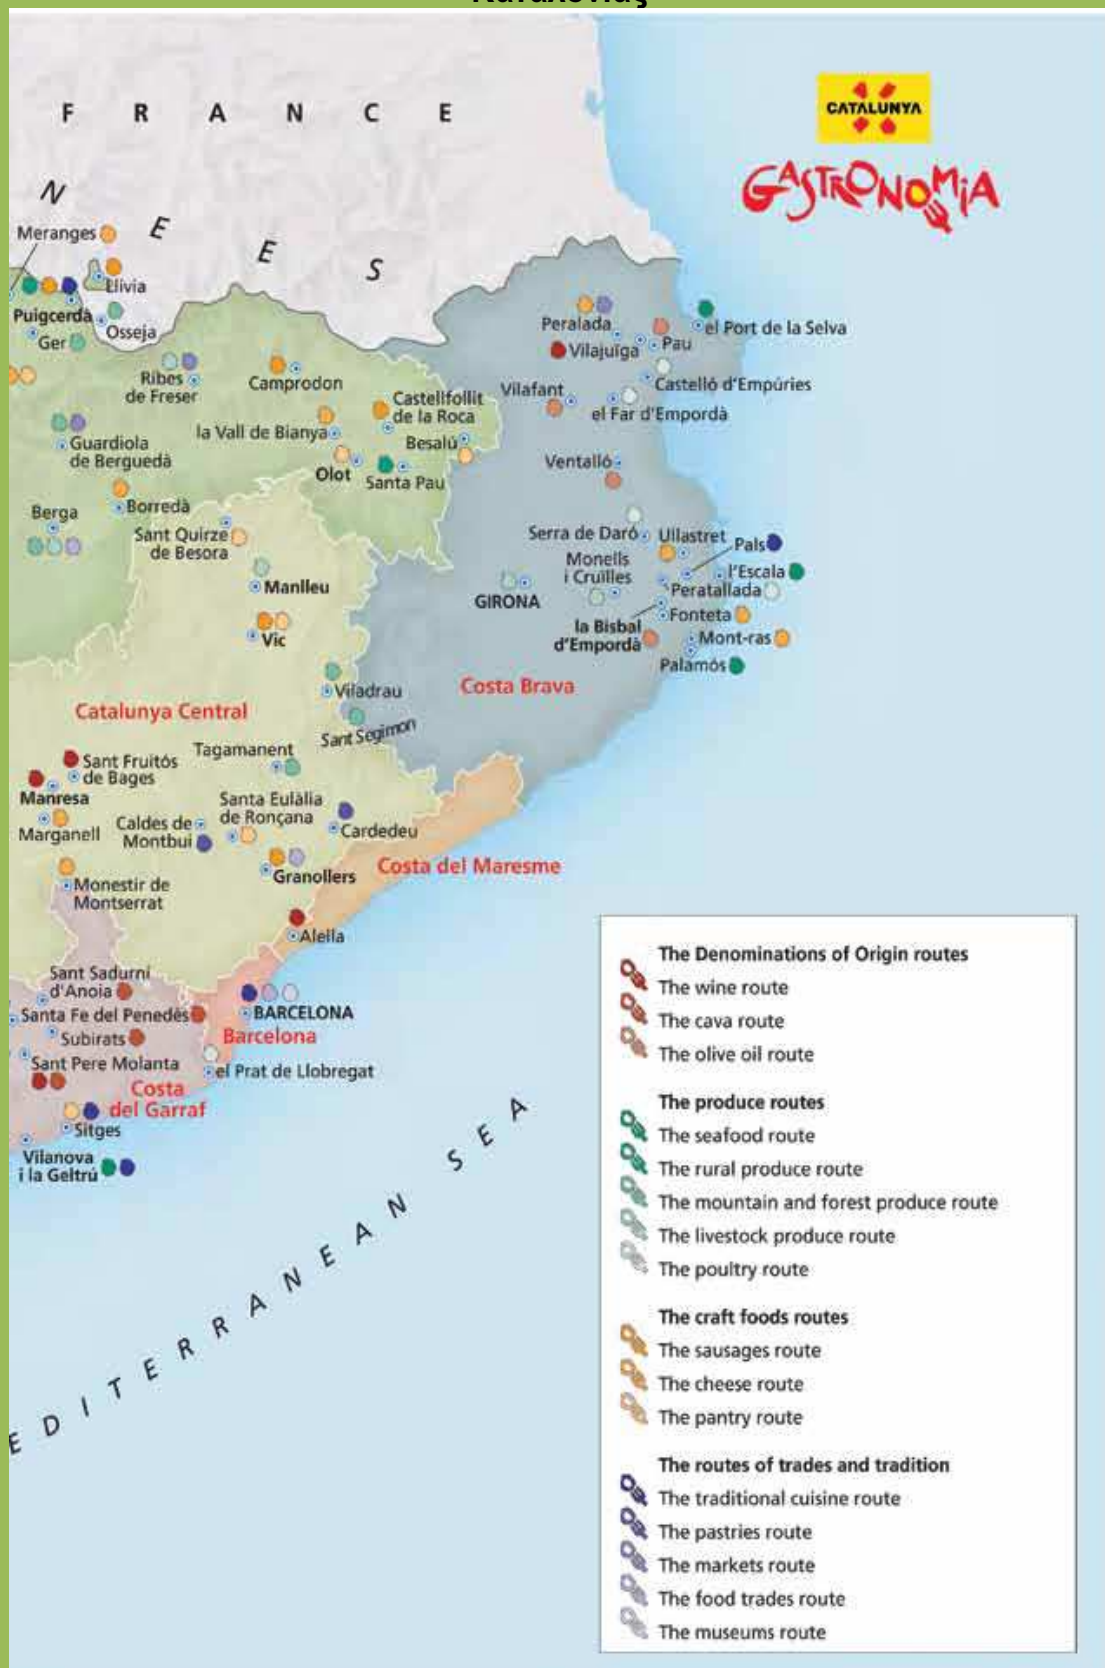 Καταλονίας
F R A N C E
CATALUNYA
GASTRONOMIA
N E E S
Meranges
Llívia
Puigcerdà
Osseja
Ger
Ribes
de Freser
Camprodon
Castellfollit
de la Roca
la Vall de Bianya
Besalú
Olot
Santa Pau
Guardiola
de Berguedà
Borredà
Berga
Sant Quirze
de Besora
Manlleu
Vic
Peralada
el Port de la Selva
Pau
Vilajuïga
Castelló d'Empúries
Vilafant
el Far d'Empordà
Ventalló
Serra de Daró
Ullastret
Pals
Monells
i Cruïlles
l'Escala
Peratallada
GIRONA
Fonteta
la Bisbal
d'Empordà
Mont-ras
Palamós
Viladrau
Costa Brava
Catalunya Central
Sant Segimon
Tagamanent
Sant Fruitós
de Bages
Manresa
Santa Eulàlia
de Ronçana
Marganell
Caldes de
Montbui
Cardedeu
Costa del Maresme
Granollers
Monestir de
Montserrat
Alella
Sant Sadurní
d'Anoia
Santa Fe del Penedès
BARCELONA
Subirats
Barcelona
Sant Pere Molanta
el Prat de Llobregat
Costa
del Garraf
Sitges
Vilanova
i la Geltrú
E D I T E R R A N E A N S E A
The Denominations of Origin routes
The wine route
The cava route
The olive oil route
The produce routes
The seafood route
The rural produce route
The mountain and forest produce route
The livestock produce route
The poultry route
The craft foods routes
The sausages route
The cheese route
The pantry route
The routes of trades and tradition
The traditional cuisine route
The pastries route
The markets route
The food trades route
The museums route